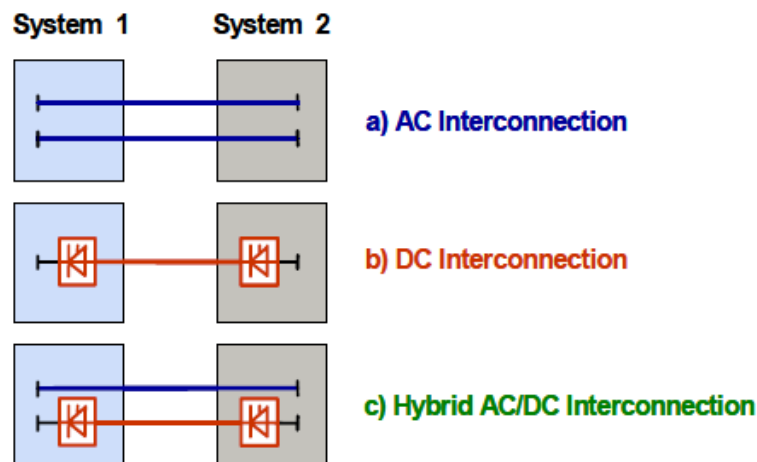 System 1 System 2
a) AC Interconnection
b) DC Interconnection
c) Hybrid AC/DC Interconnection